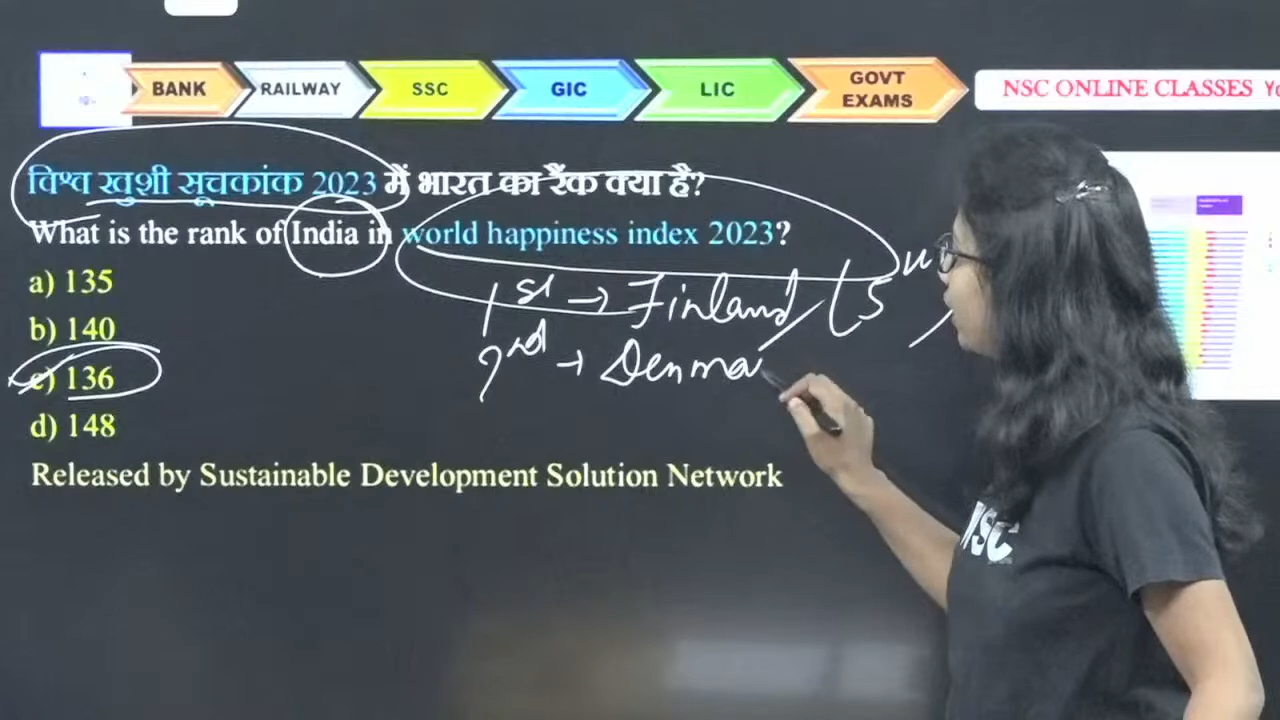 BANK
RAILWAY
SSC
GIC
LIC
GOVT EXAMS
NSC ONLINE CLASSES
विश्व खुशी सूचकांक 2023 में भारत का रैंक क्या है?
What is the rank of India in world happiness index 2023?
a) 135
b) 140
c) 136
d) 148
Released by Sustainable Development Solution Network
1st → Finland
2nd → Denma
NSC